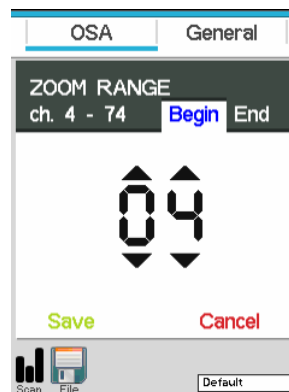 OSA General
ZOOM RANGE
ch. 4 - 74 Begin End
04
Save Cancel
Scan File Default